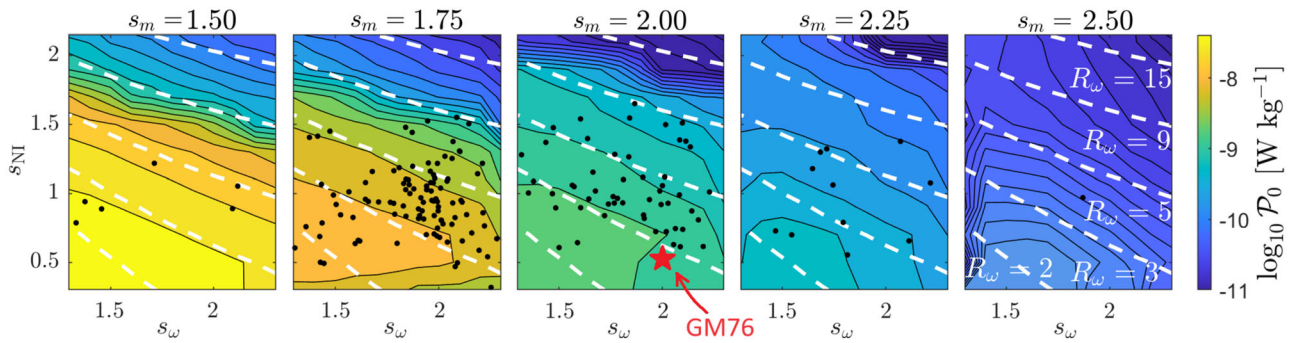 s_m = 1.50
s_m = 1.75
s_m = 2.00
s_m = 2.25
s_m = 2.50
2
1.5
1
0.5
s_NI
1.5 2
s_ω
1.5 2
s_ω
1.5 2
s_ω
1.5 2
s_ω
1.5 2
s_ω
GM76
R_ω = 15
R_ω = 9
R_ω = 5
R_ω = 2
R_ω = 3
-8
-9
-10
-11
log₁₀ 𝒫₀ [W kg⁻¹]